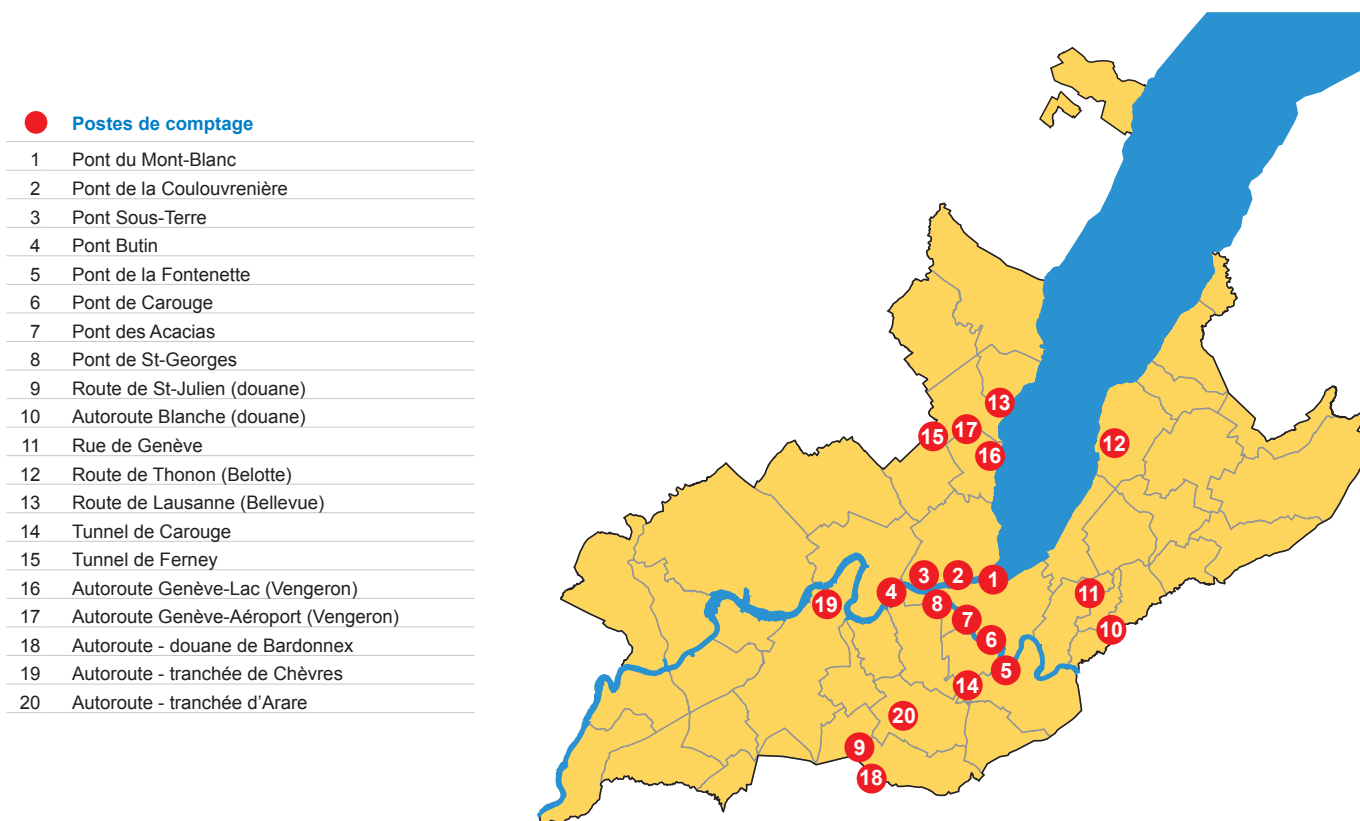 Postes de comptage
1 Pont du Mont-Blanc
2 Pont de la Coulouvrenière
3 Pont Sous-Terre
4 Pont Butin
5 Pont de la Fontenette
6 Pont de Carouge
7 Pont des Acacias
8 Pont de St-Georges
9 Route de St-Julien (douane)
10 Autoroute Blanche (douane)
11 Rue de Genève
12 Route de Thonon (Belotte)
13 Route de Lausanne (Bellevue)
14 Tunnel de Carouge
15 Tunnel de Ferney
16 Autoroute Genève-Lac (Vengeron)
17 Autoroute Genève-Aéroport (Vengeron)
18 Autoroute - douane de Bardonnex
19 Autoroute - tranchée de Chèvres
20 Autoroute - tranchée d'Arare
13
17
15
12
16
3
2
1
4
11
19
8
7
10
6
5
14
20
9
18